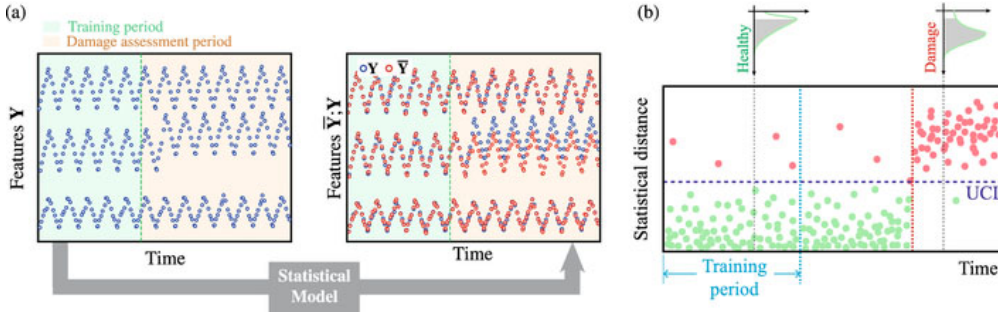 (a)
Training period
Damage assessment period
Features Y
Time
Y Ȳ
Features Ȳ;Y
Time
Statistical
Model
(b)
Healthy
Damage
Statistical distance
UCL
Training
period
Time